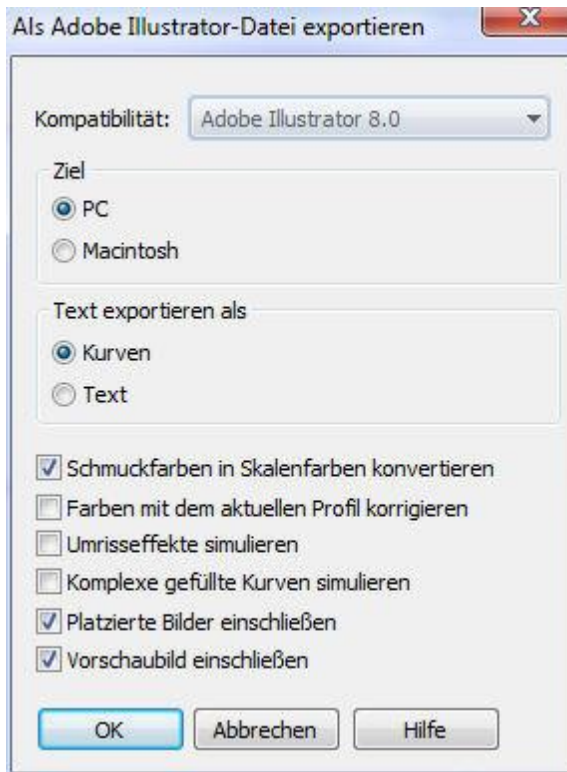 Als Adobe Illustrator-Datei exportieren
Kompatibilität: Adobe Illustrator 8.0
Ziel
PC
Macintosh
Text exportieren als
Kurven
Text
Schmuckfarben in Skalenfarben konvertieren
Farben mit dem aktuellen Profil korrigieren
Umrisseffekte simulieren
Komplexe gefüllte Kurven simulieren
Platzierte Bilder einschließen
Vorschaubild einschließen
OK Abbrechen Hilfe